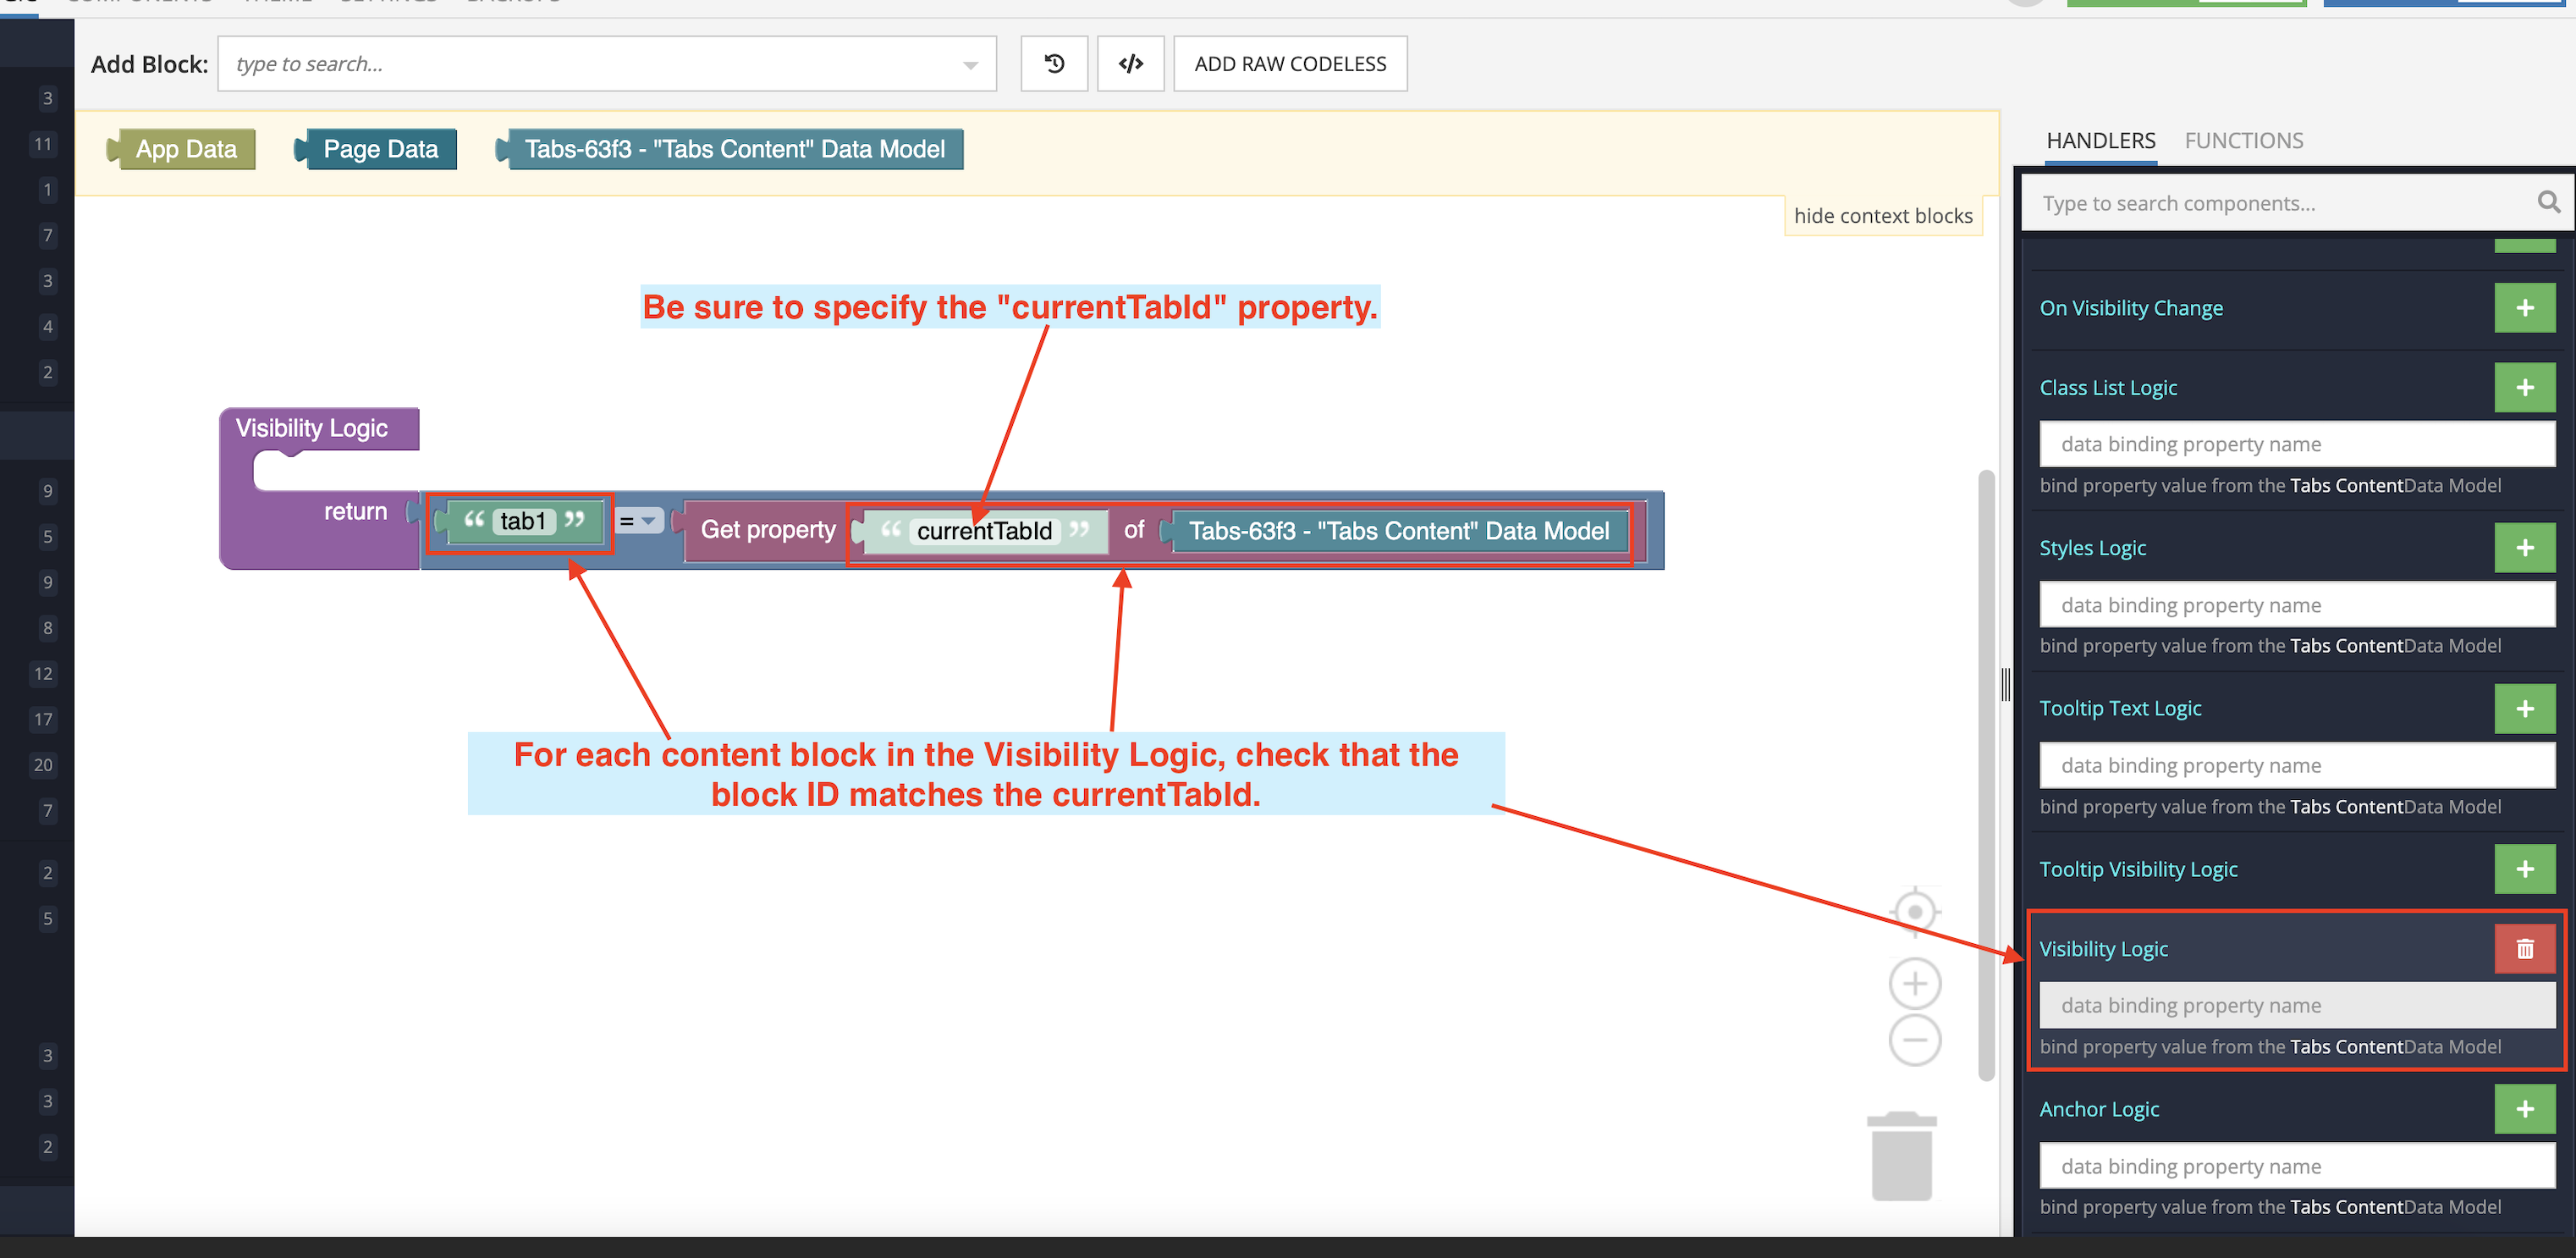 Add Block:
type to search...
</>
ADD RAW CODELESS
App Data
Page Data
Tabs-63f3 - "Tabs Content" Data Model
hide context blocks
Be sure to specify the "currentTabId" property.
Visibility Logic
return
“ tab1 ”
=
Get property
“ currentTabId ”
of
Tabs-63f3 - "Tabs Content" Data Model
For each content block in the Visibility Logic, check that the
block ID matches the currentTabId.
3
11
1
7
3
4
2
9
5
9
8
12
17
20
7
2
5
3
3
2
HANDLERS
FUNCTIONS
Type to search components...
On Visibility Change
Class List Logic
data binding property name
bind property value from the Tabs ContentData Model
Styles Logic
data binding property name
bind property value from the Tabs ContentData Model
Tooltip Text Logic
data binding property name
bind property value from the Tabs ContentData Model
Tooltip Visibility Logic
Visibility Logic
data binding property name
bind property value from the Tabs ContentData Model
Anchor Logic
data binding property name
bind property value from the Tabs ContentData Model